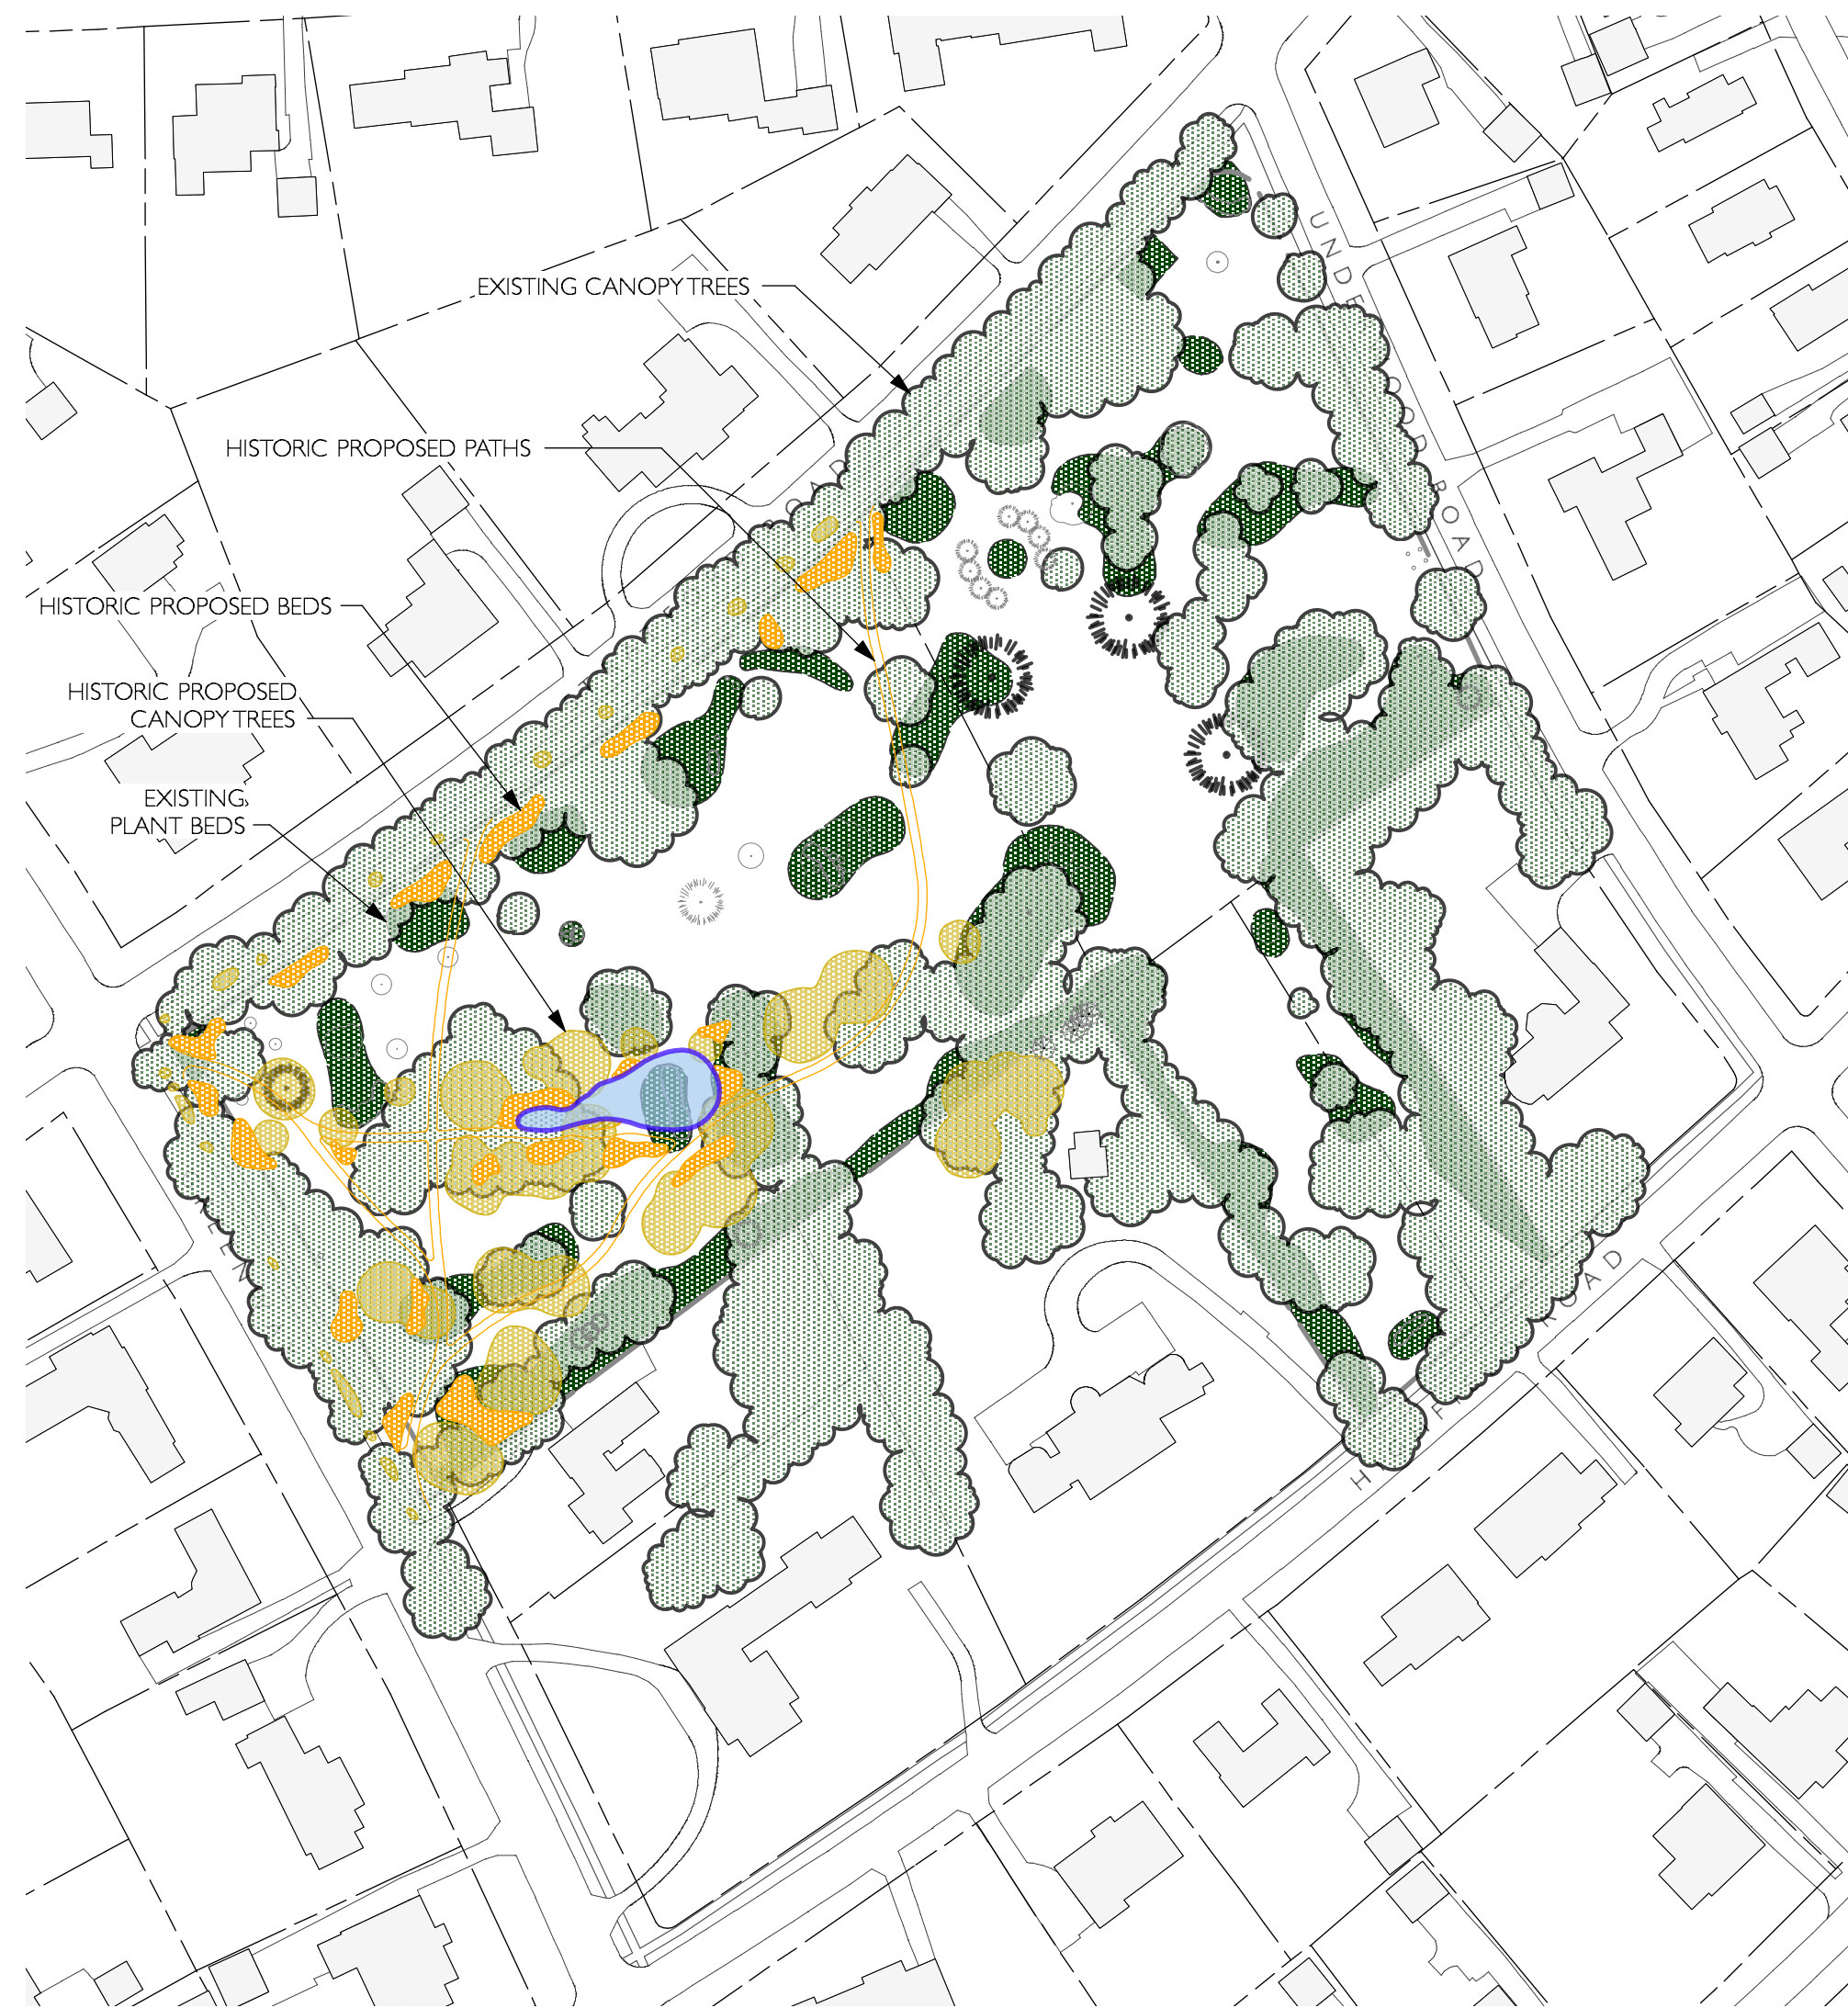 EXISTING CANOPY TREES
HISTORIC PROPOSED PATHS
HISTORIC PROPOSED BEDS
HISTORIC PROPOSED
CANOPY TREES
EXISTING
PLANT BEDS
ROAD
ROAD